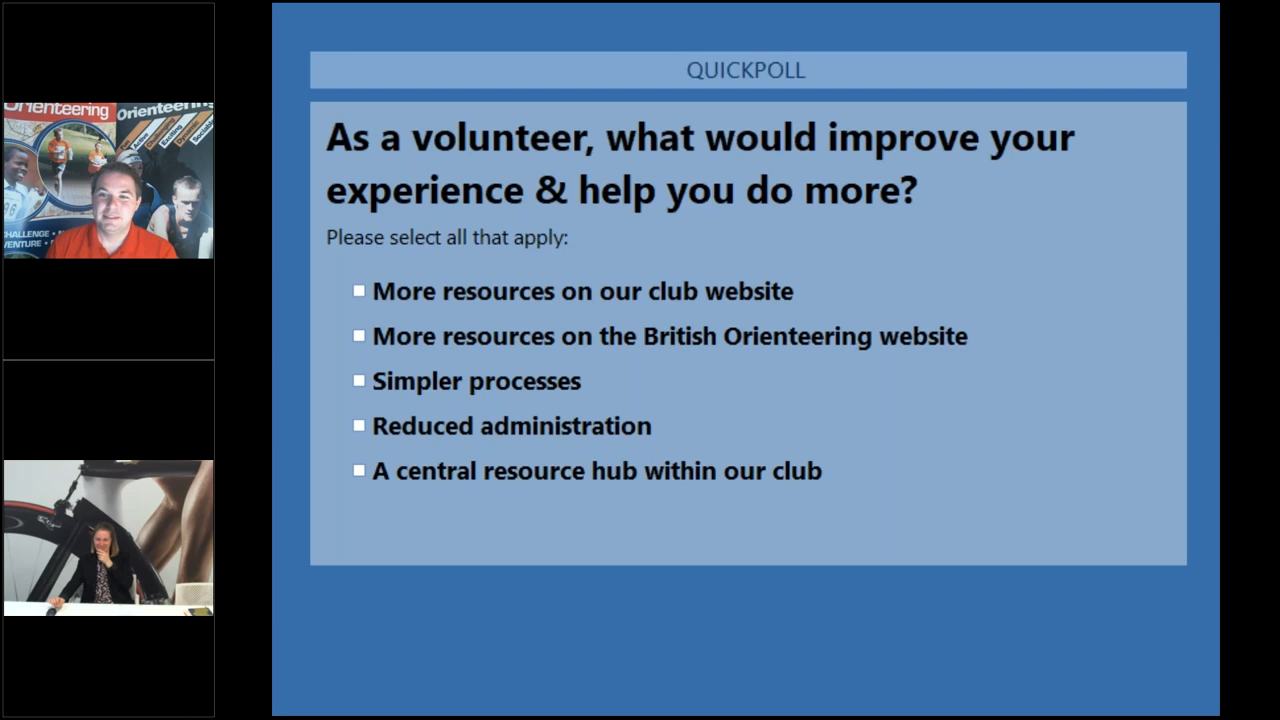 Orienteering
Orienteering
CHALLENGE •
VENTURE •
QUICKPOLL
As a volunteer, what would improve your
experience & help you do more?
Please select all that apply:
More resources on our club website
More resources on the British Orienteering website
Simpler processes
Reduced administration
A central resource hub within our club